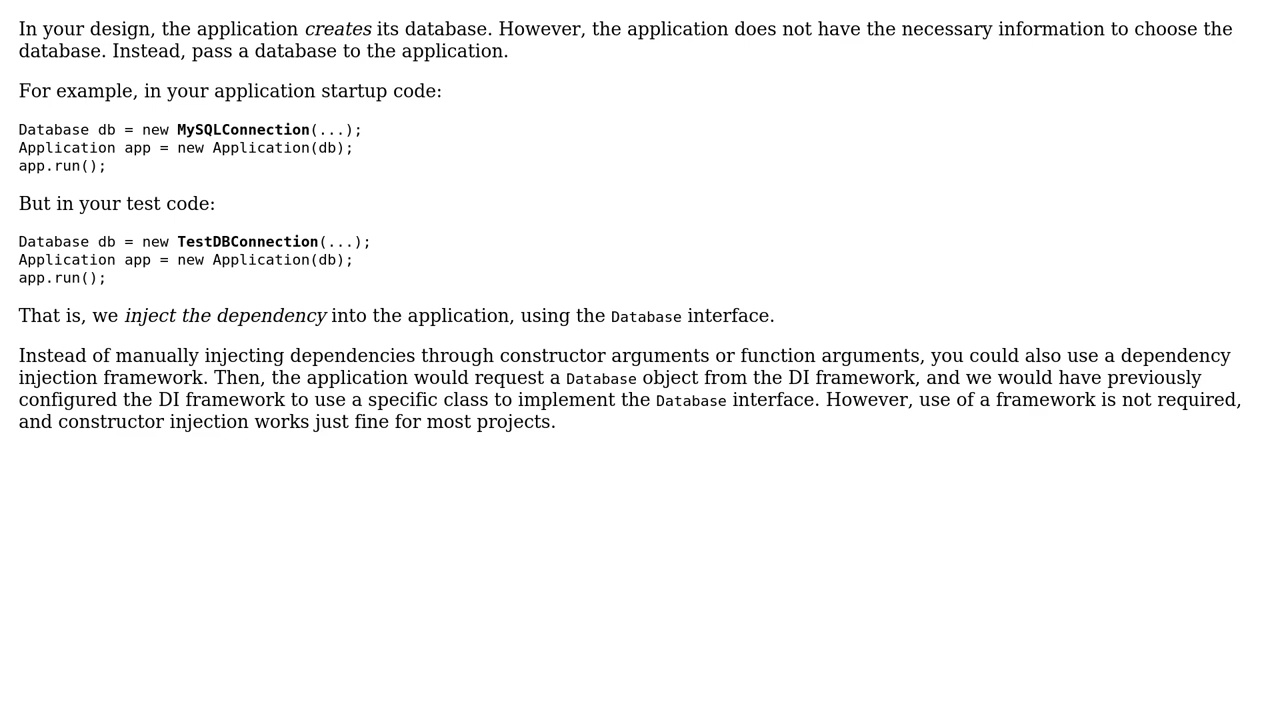 In your design, the application creates its database. However, the application does not have the necessary information to choose the
database. Instead, pass a database to the application.
For example, in your application startup code:
Database db = new MySQLConnection(...);
Application app = new Application(db);
app.run();
But in your test code:
Database db = new TestDBConnection(...);
Application app = new Application(db);
app.run();
That is, we inject the dependency into the application, using the Database interface.
Instead of manually injecting dependencies through constructor arguments or function arguments, you could also use a dependency
injection framework. Then, the application would request a Database object from the DI framework, and we would have previously
configured the DI framework to use a specific class to implement the Database interface. However, use of a framework is not required,
and constructor injection works just fine for most projects.